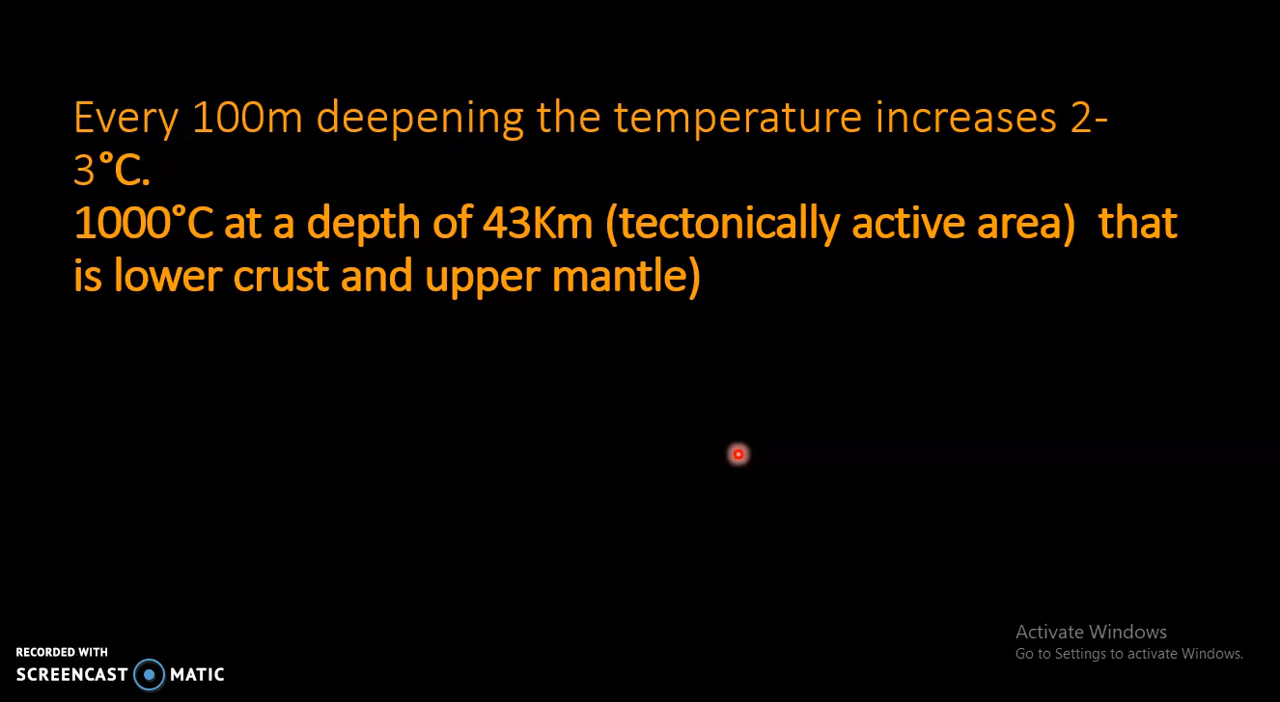 Every 100m deepening the temperature increases 2-
3°C.
1000°C at a depth of 43Km (tectonically active area)  that
is lower crust and upper mantle)
Activate Windows
Go to Settings to activate Windows.
RECORDED WITH
SCREENCAST MATIC